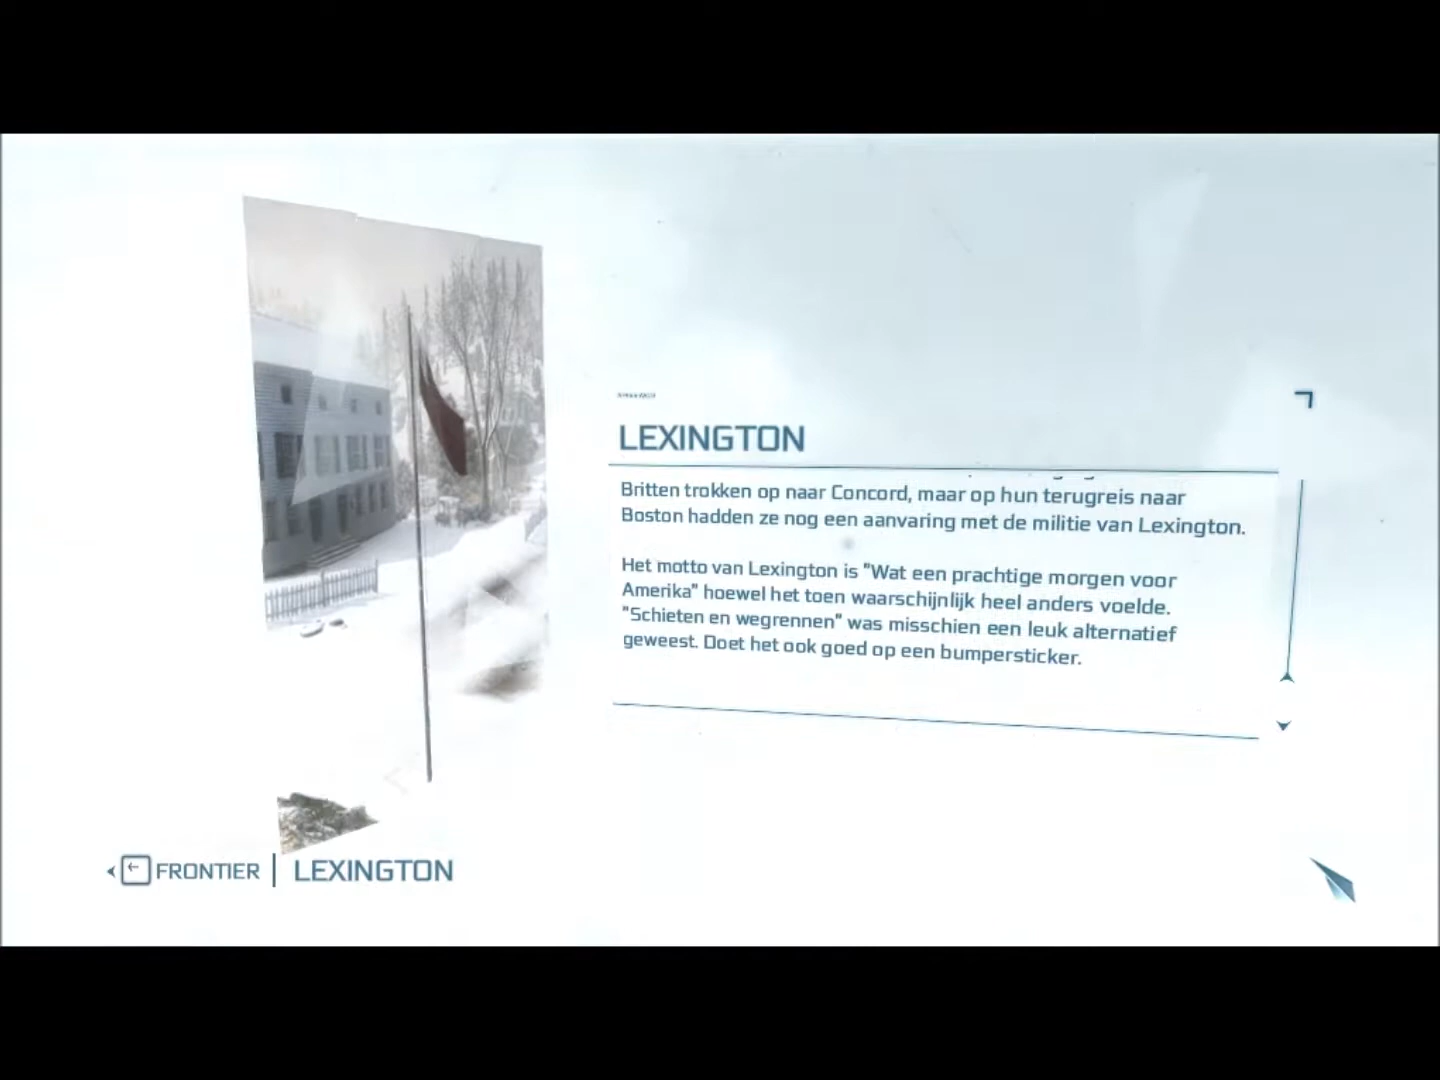 LEXINGTON
Britten trokken op naar Concord, maar op hun terugreis naar
Boston hadden ze nog een aanvaring met de militie van Lexington.
Het motto van Lexington is "Wat een prachtige morgen voor
Amerika" hoewel het toen waarschijnlijk heel anders voelde.
"Schieten en wegrennen" was misschien een leuk alternatief
geweest. Doet het ook goed op een bumpersticker.
FRONTIER | LEXINGTON